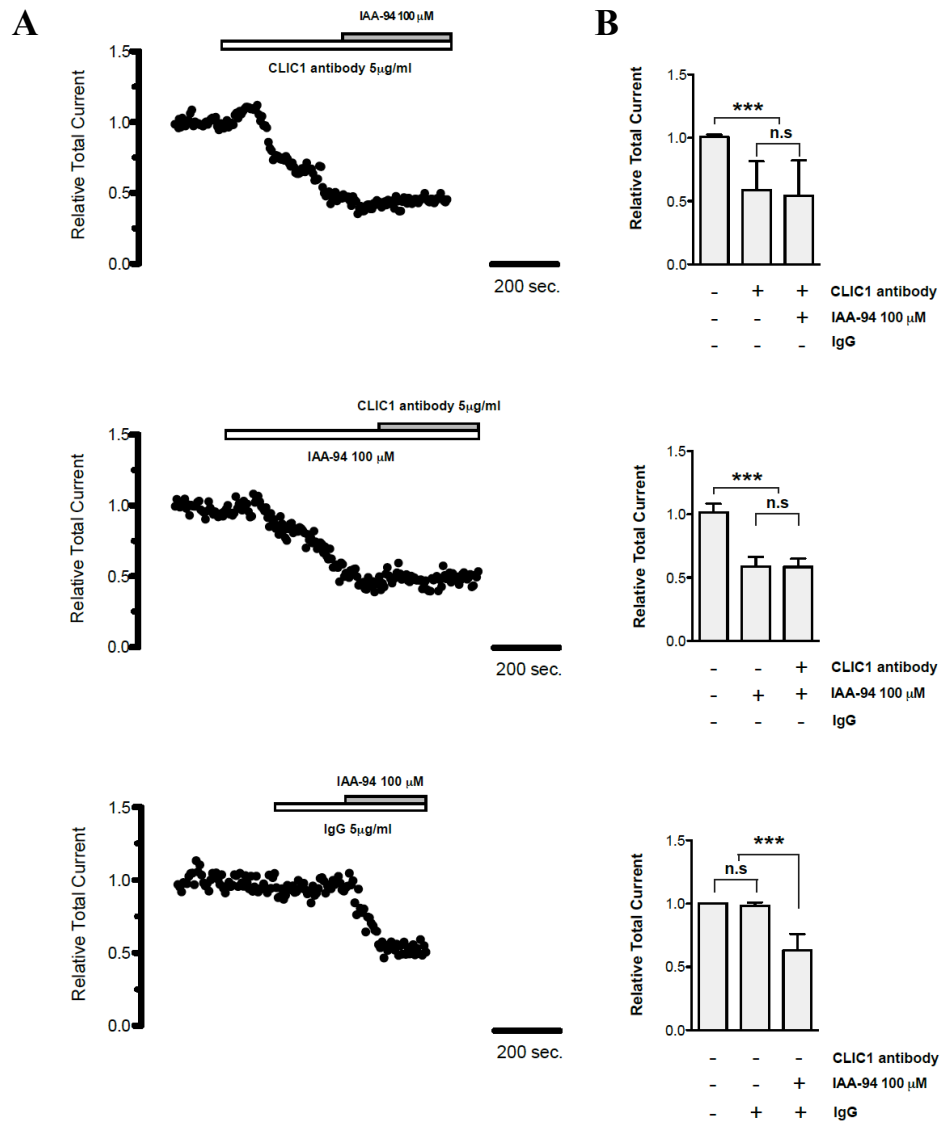 A
B
IAA-94 100 μM
CLIC1 antibody 5μg/ml
Relative Total Current
1.5
1.0
0.5
0.0
200 sec.
Relative Total Current
1.5
1.0
0.5
0.0
***
n.s
- + + CLIC1 antibody
- - + IAA-94 100 μM
- - - IgG
CLIC1 antibody 5μg/ml
IAA-94 100 μM
Relative Total Current
1.5
1.0
0.5
0.0
200 sec.
Relative Total Current
1.5
1.0
0.5
0.0
***
n.s
- - + CLIC1 antibody
- + + IAA-94 100 μM
- - - IgG
IAA-94 100 μM
IgG 5μg/ml
Relative Total Current
1.5
1.0
0.5
0.0
200 sec.
Relative Total Current
1.5
1.0
0.5
0.0
***
n.s
- - - CLIC1 antibody
- - + IAA-94 100 μM
- + + IgG